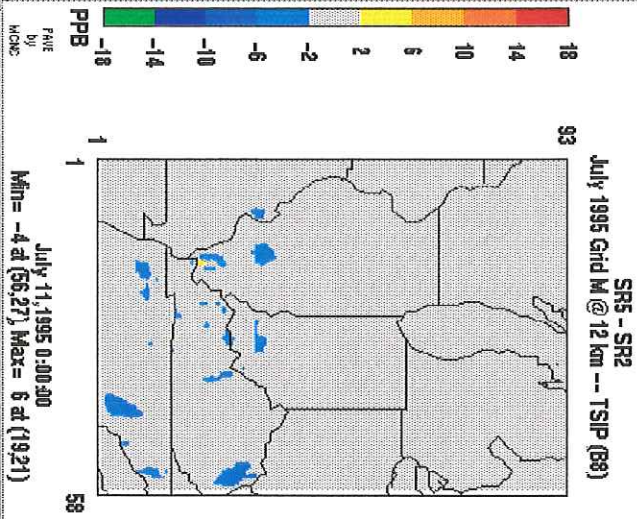 SR5 - SR2
July 1995 Grid M @ 12 km --- TSIP (B8)
18
14
10
6
2
-2
-6
-10
-14
-18
PPB
93
1
1
58
PAVE
by
MCNC
July 11,1995 0:00:00
Min= -4 at (56,27) Max= 6 at (19,21)